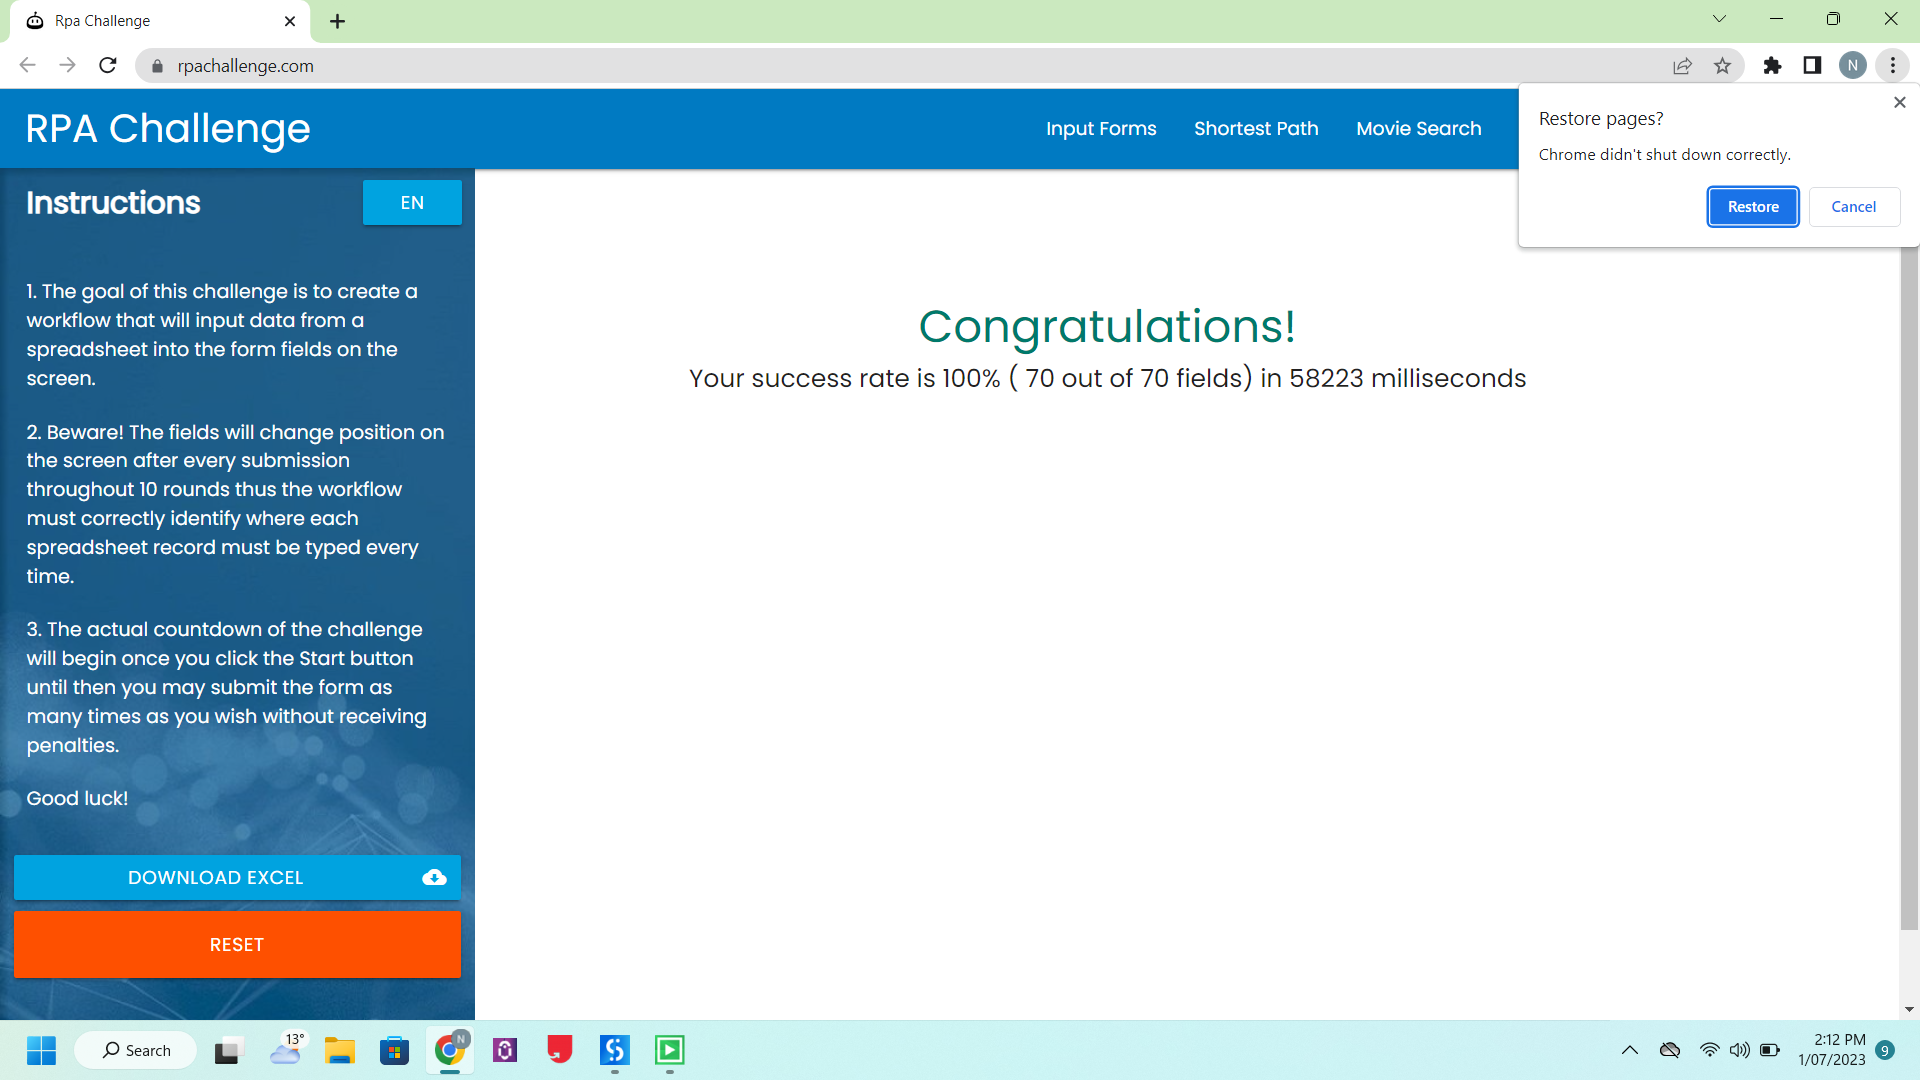 Rpa Challenge
rpachallenge.com
N
RPA Challenge
Input Forms
Shortest Path
Movie Search
Restore pages?
Chrome didn't shut down correctly.
Restore
Cancel
Instructions
EN
1. The goal of this challenge is to create a
workflow that will input data from a
spreadsheet into the form fields on the
screen.
2. Beware! The fields will change position on
the screen after every submission
throughout 10 rounds thus the workflow
must correctly identify where each
spreadsheet record must be typed every
time.
3. The actual countdown of the challenge
will begin once you click the Start button
until then you may submit the form as
many times as you wish without receiving
penalties.
Good luck!
DOWNLOAD EXCEL
RESET
Congratulations!
Your success rate is 100% ( 70 out of 70 fields) in 58223 milliseconds
Search
13°
N
2:12 PM
1/07/2023
9